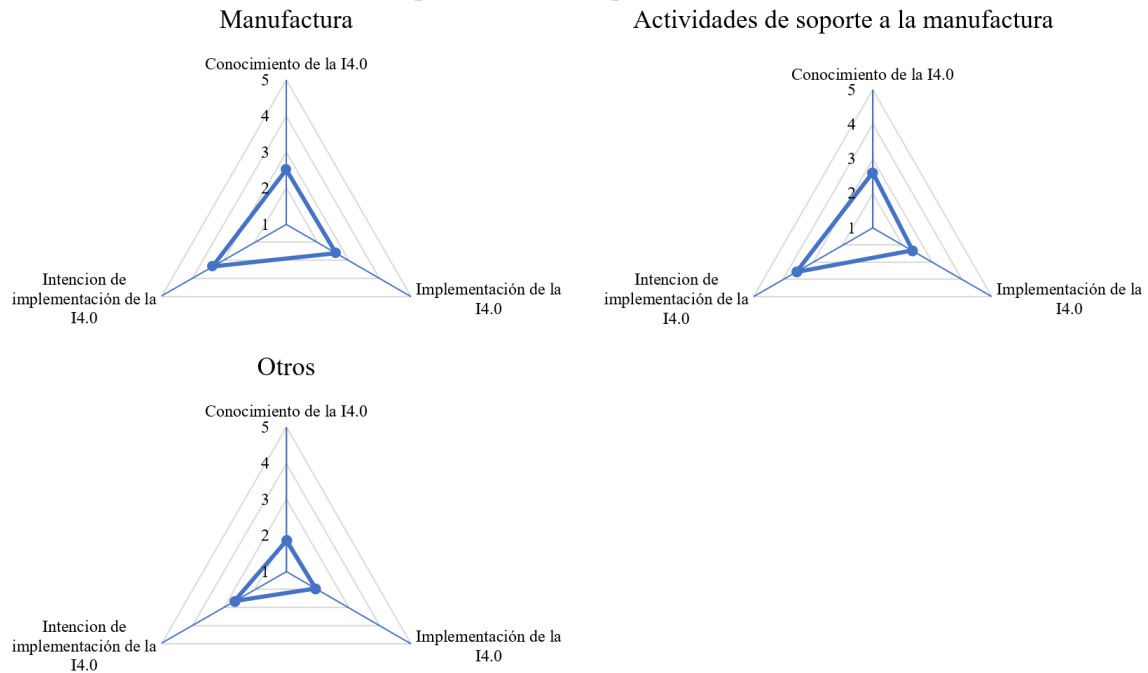 Manufactura
Conocimiento de la I4.0
5
4
3
2
1
Intencion de
implementación de la
I4.0
Implementación de la
I4.0
Actividades de soporte a la manufactura
Conocimiento de la I4.0
5
4
3
2
1
Intencion de
implementación de la
I4.0
Implementación de la
I4.0
Otros
Conocimiento de la I4.0
5
4
3
2
1
Intencion de
implementación de la
I4.0
Implementación de la
I4.0